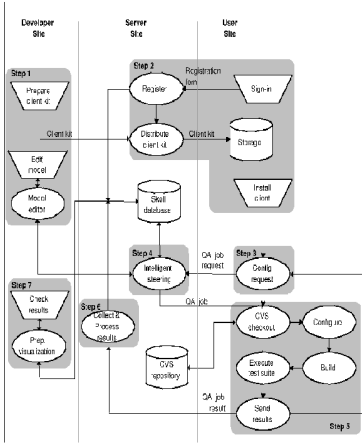 Developer
Site
Server
Site
User
Site
Step 1
Prepare
client kit
Step 2
Registration
form
Register
Sign-in
Client kit
Distribute
client kit
Client kit
Storage
Edit
model
Model
editor
Install
client
Skoll
database
Step 4
Intelligent
steering
QA job
request
Step 3
Config
request
Step 7
Check
results
QA job
Step 6
Collect &
Process
results
CVS
checkout
Configure
Prep.
visualization
CVS
repository
Execute
test suite
Build
QA job
result
Send
results
Step 5